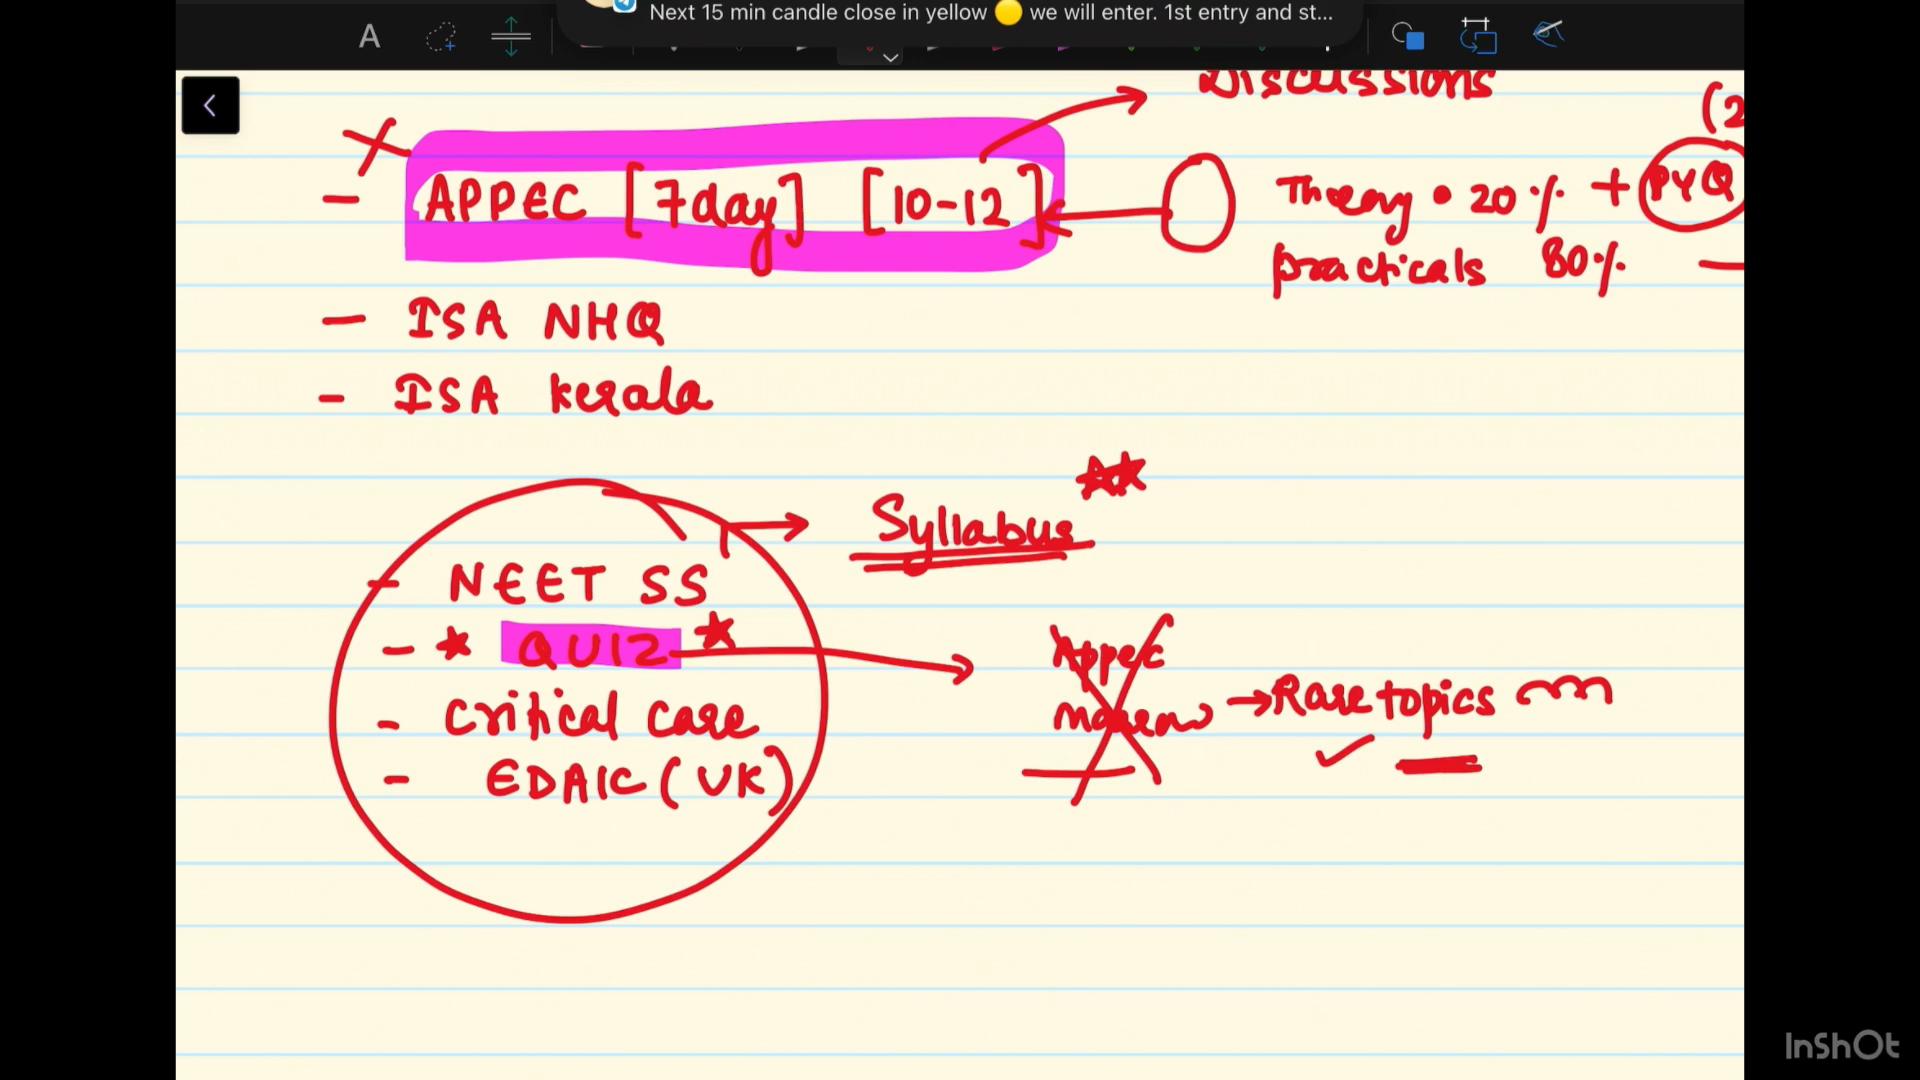 Next 15 min candle close in yellow 🟡 we will enter. 1st entry and st...
A
Discussions
(2
- APPEC [7day] [10-12]
Theory • 20% + PYQ
practicals 80% -
- ISA NHQ
- ISA kerala
Syllabus
- NEET SS
- ★ QUIZ ★
Appec
→ Rare topics
- Critical case
- EDAIC (UK)
InShOt